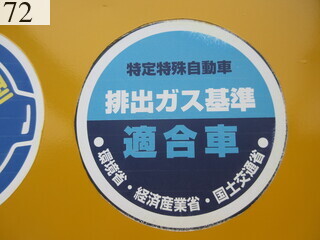 72
特定特殊自動車
排出ガス基準
適合車
・環境省・経済産業省・国土交通省・